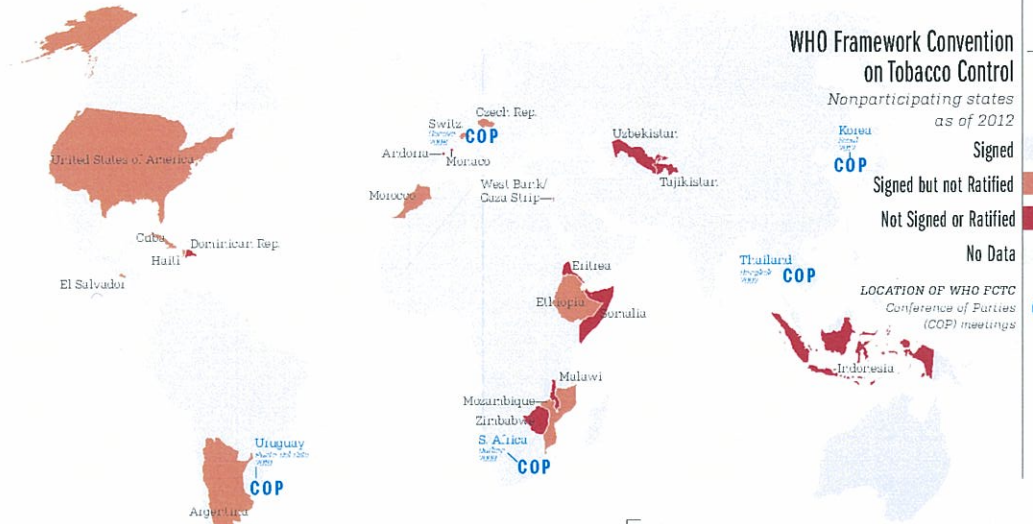 WHO Framework Convention
on Tobacco Control
Nonparticipating states
as of 2012
Signed
Signed but not Ratified
Not Signed or Ratified
No Data
LOCATION OF WHO FCTC
Conference of Parties
(COP) meetings
United States of America
Cuba
Haiti
Dominican Rep.
El Salvador
Uruguay
COP
Argentina
Czech Rep.
Switz.
COP
Andorra
Monaco
Morocco
West Bank/
Gaza Strip
Uzbekistan
Tajikistan
Korea
COP
Thailand
COP
Eritrea
Ethiopia
Somalia
Malawi
Mozambique
Zimbabwe
S. Africa
COP
Indonesia